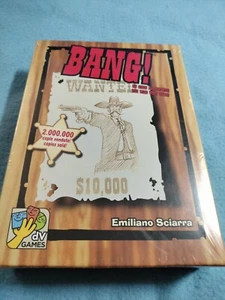 BANG!
WANTED
2.000.000
copie vendute!
copies sold!
$10,000
Emiliano Sciarra
dV
GAMES